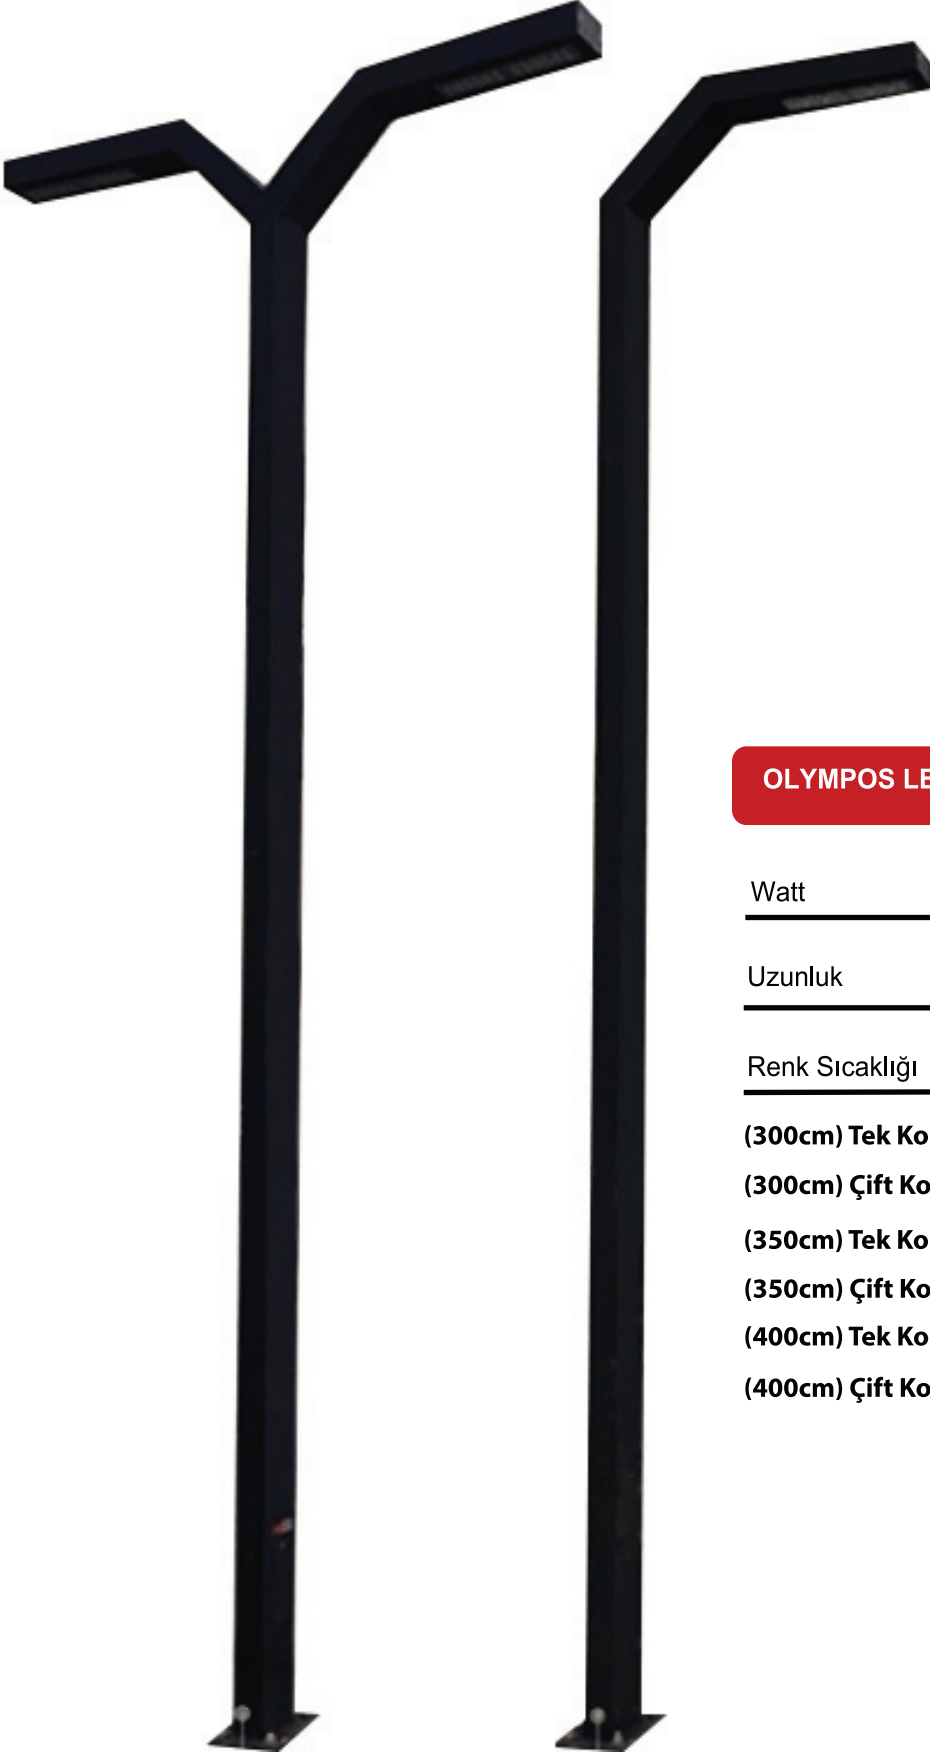 OLYMPOS LE
Watt
Uzunluk
Renk Sıcaklığı
(300cm) Tek Ko
(300cm) Çift Ko
(350cm) Tek Ko
(350cm) Çift Ko
(400cm) Tek Ko
(400cm) Çift Ko